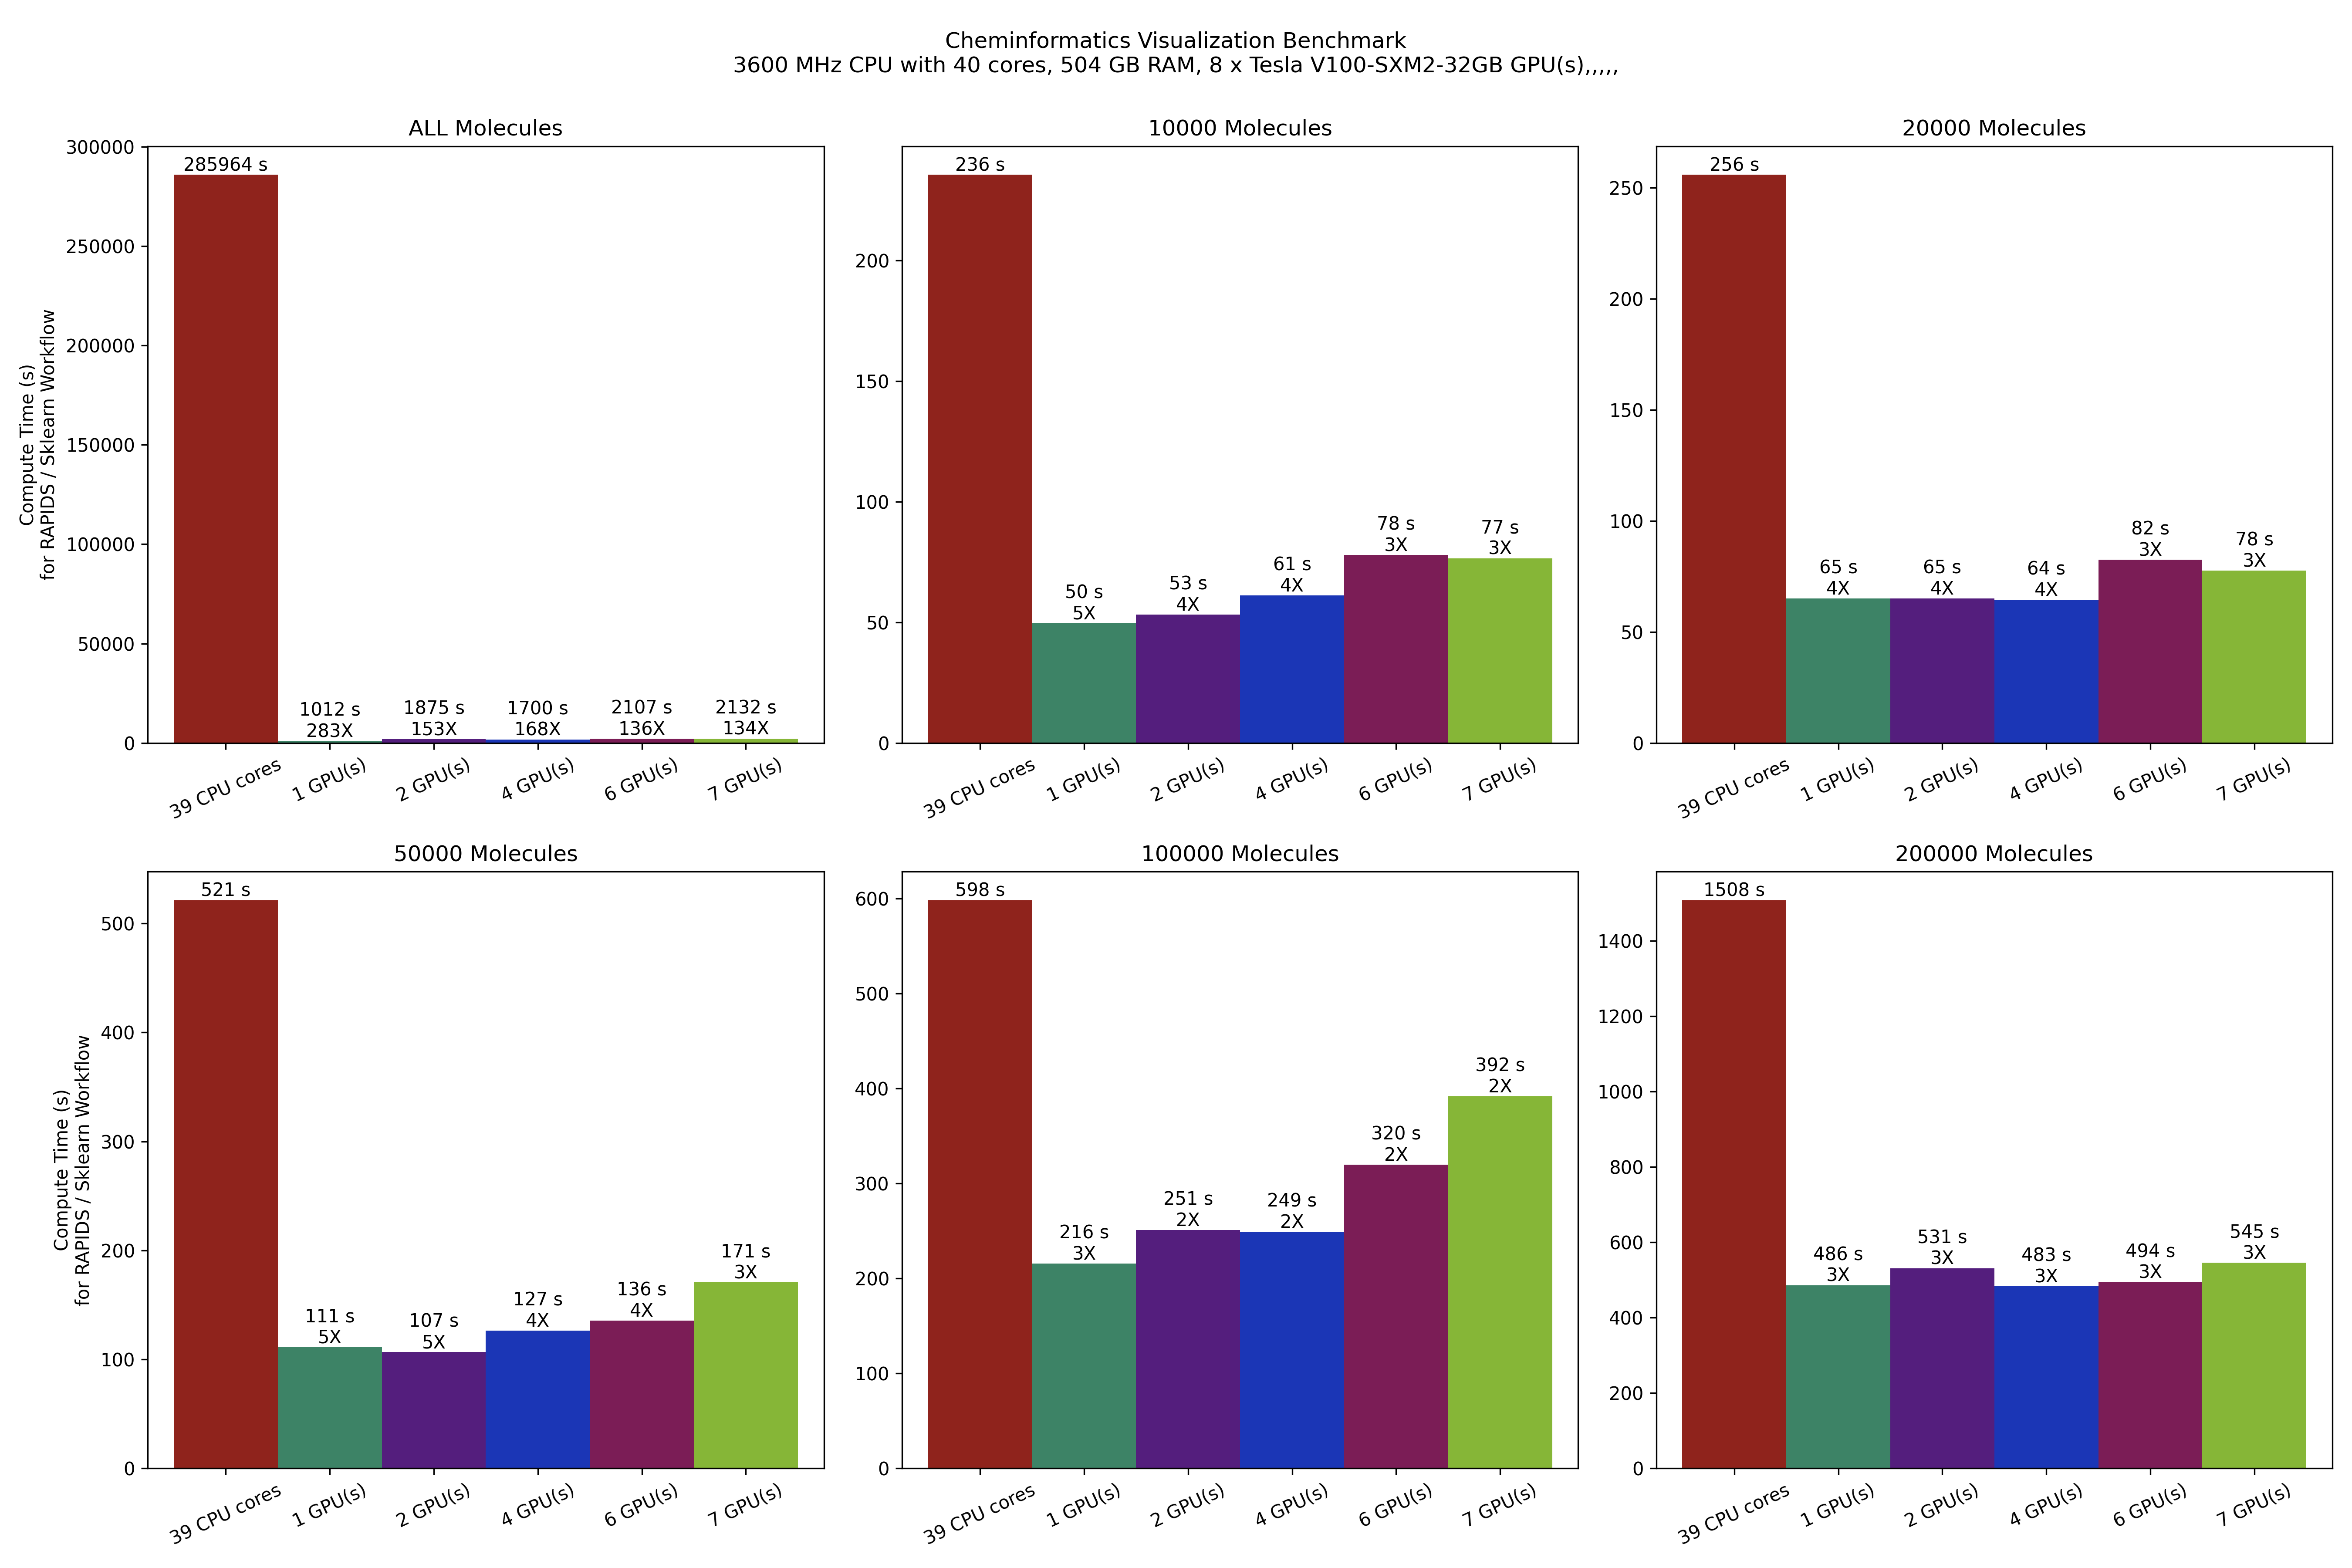 Cheminformatics Visualization Benchmark
3600 MHz CPU with 40 cores, 504 GB RAM, 8 x Tesla V100-SXM2-32GB GPU(s),,,,,
ALL Molecules
Compute Time (s)
for RAPIDS / Sklearn Workflow
300000
250000
200000
150000
100000
50000
0
285964 s
1012 s
283X
1875 s
153X
1700 s
168X
2107 s
136X
2132 s
134X
39 CPU cores
1 GPU(s)
2 GPU(s)
4 GPU(s)
6 GPU(s)
7 GPU(s)
10000 Molecules
200
150
100
50
0
236 s
50 s
5X
53 s
4X
61 s
4X
78 s
3X
77 s
3X
39 CPU cores
1 GPU(s)
2 GPU(s)
4 GPU(s)
6 GPU(s)
7 GPU(s)
20000 Molecules
250
200
150
100
50
0
256 s
65 s
4X
65 s
4X
64 s
4X
82 s
3X
78 s
3X
39 CPU cores
1 GPU(s)
2 GPU(s)
4 GPU(s)
6 GPU(s)
7 GPU(s)
50000 Molecules
Compute Time (s)
for RAPIDS / Sklearn Workflow
500
400
300
200
100
0
521 s
111 s
5X
107 s
5X
127 s
4X
136 s
4X
171 s
3X
39 CPU cores
1 GPU(s)
2 GPU(s)
4 GPU(s)
6 GPU(s)
7 GPU(s)
100000 Molecules
600
500
400
300
200
100
0
598 s
216 s
3X
251 s
2X
249 s
2X
320 s
2X
392 s
2X
39 CPU cores
1 GPU(s)
2 GPU(s)
4 GPU(s)
6 GPU(s)
7 GPU(s)
200000 Molecules
1400
1200
1000
800
600
400
200
0
1508 s
486 s
3X
531 s
3X
483 s
3X
494 s
3X
545 s
3X
39 CPU cores
1 GPU(s)
2 GPU(s)
4 GPU(s)
6 GPU(s)
7 GPU(s)